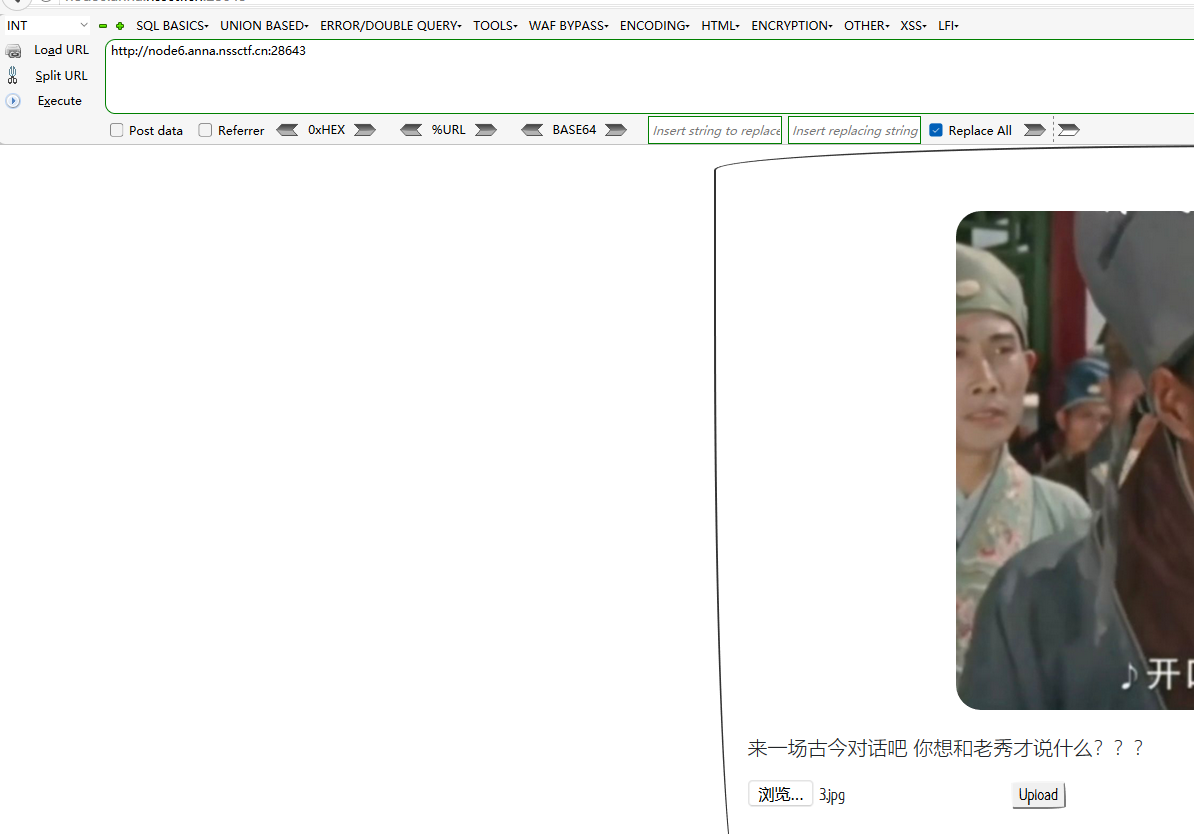 INT
SQL BASICS
UNION BASED
ERROR/DOUBLE QUERY
TOOLS
WAF BYPASS
ENCODING
HTML
ENCRYPTION
OTHER
XSS
LFI
Load URL
http://node6.anna.nssctf.cn:28643
Split URL
Execute
Post data
Referrer
0xHEX
%URL
BASE64
Insert string to replace
Insert replacing string
Replace All
♪开
来一场古今对话吧 你想和老秀才说什么？？？
浏览...
3.jpg
Upload